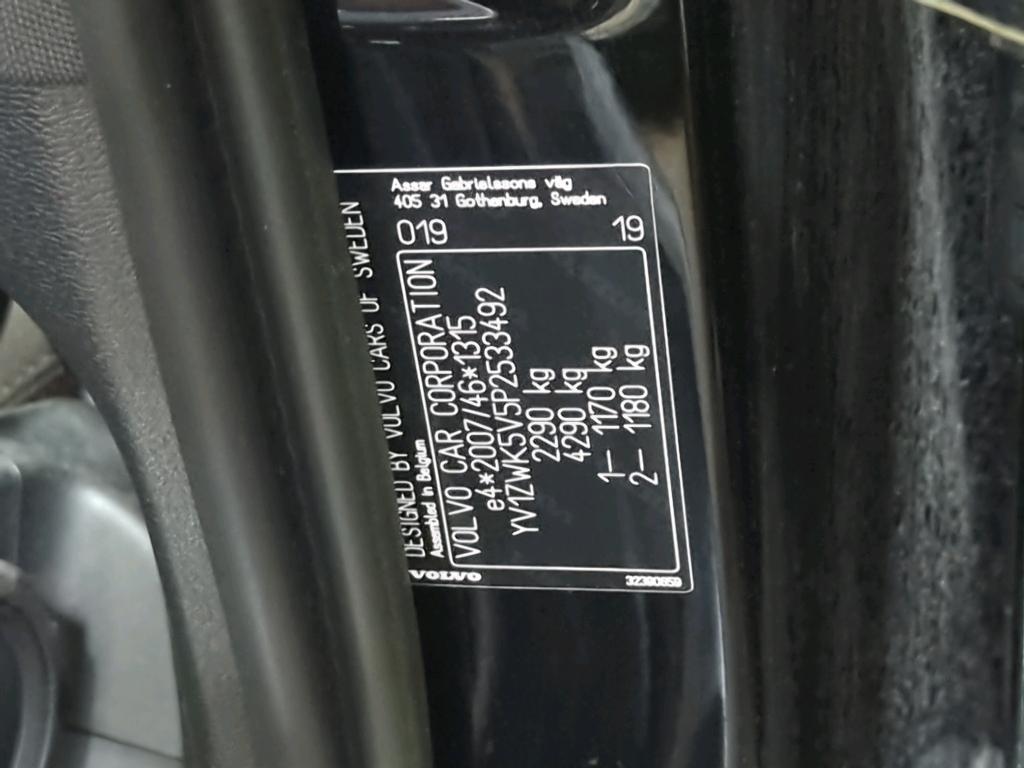 VOLVO
DESIGNED BY VOLVO CARS OF SWEDEN
Assembled in Belgium
VOLVO CAR CORPORATION
e4*2007/46*1315
YV1ZWK5V5P2533492
2290 kg
4290 kg
1– 1170 kg
2– 1180 kg
32390659
019
19
Assar Gabrielssons väg
405 31 Gothenburg, Sweden